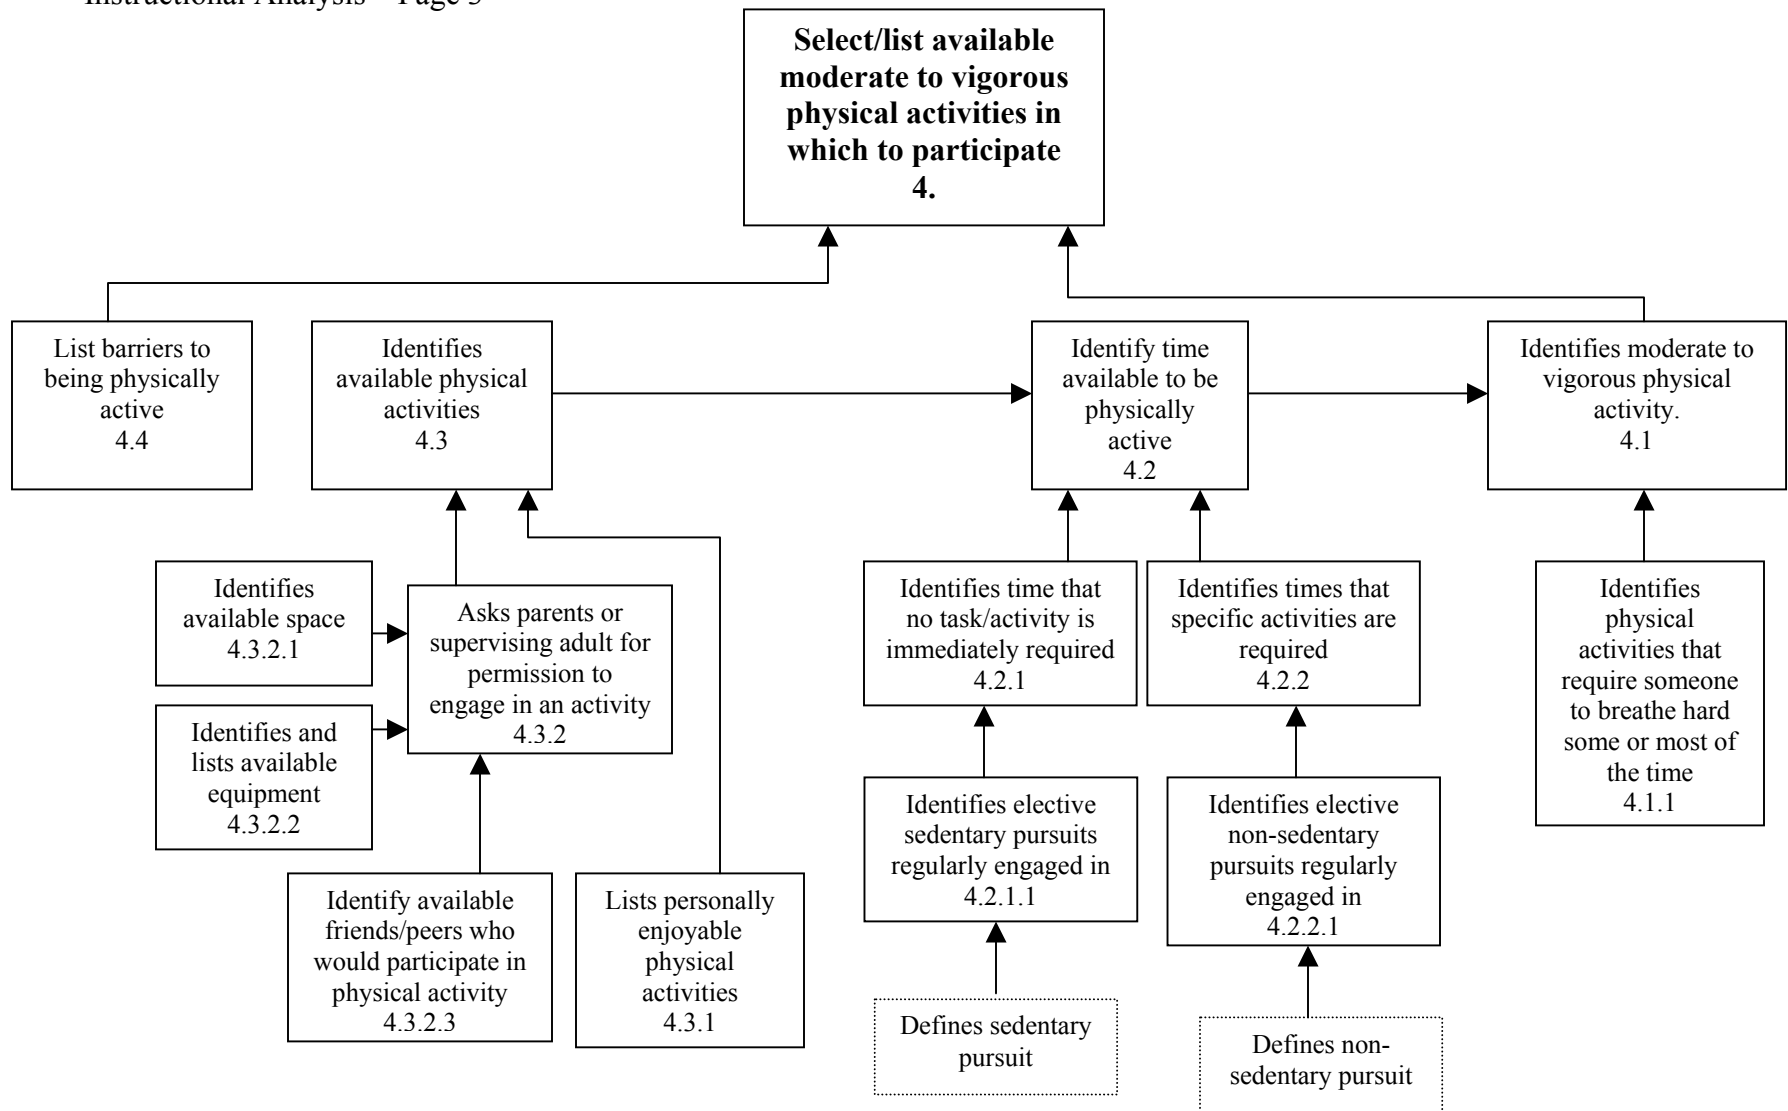 Instructional Analysis – Page 5
Select/list available
moderate to vigorous
physical activities in
which to participate
4.
List barriers to
being physically
active
4.4
Identifies
available physical
activities
4.3
Identify time
available to be
physically
active
4.2
Identifies moderate to
vigorous physical
activity.
4.1
Identifies
available space
4.3.2.1
Asks parents or
supervising adult for
permission to
engage in an activity
4.3.2
Identifies and
lists available
equipment
4.3.2.2
Identify available
friends/peers who
would participate in
physical activity
4.3.2.3
Lists personally
enjoyable
physical
activities
4.3.1
Identifies time that
no task/activity is
immediately required
4.2.1
Identifies times that
specific activities are
required
4.2.2
Identifies
physical
activities that
require someone
to breathe hard
some or most of
the time
4.1.1
Identifies elective
sedentary pursuits
regularly engaged in
4.2.1.1
Identifies elective
non-sedentary
pursuits regularly
engaged in
4.2.2.1
Defines sedentary
pursuit
Defines non-
sedentary pursuit